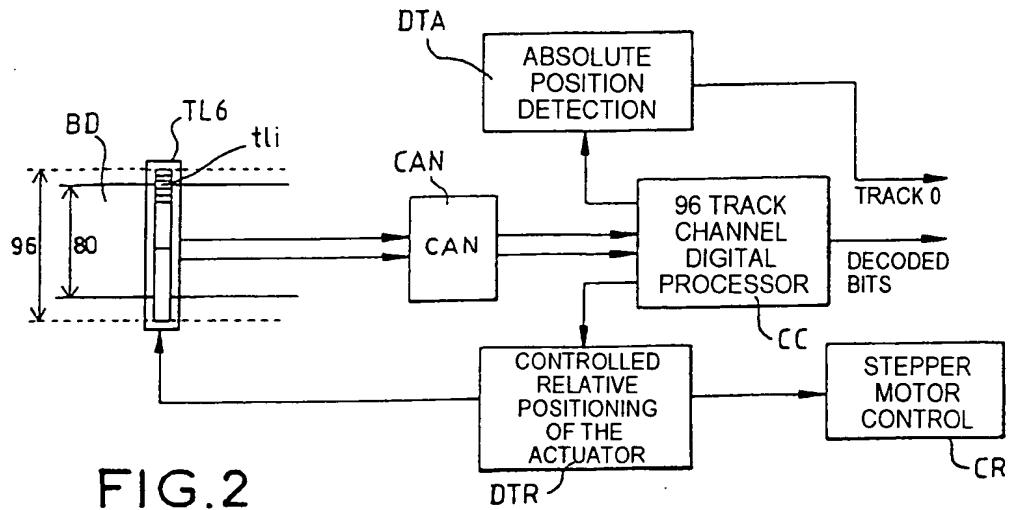 DTA
ABSOLUTE
POSITION
DETECTION
TL6
BD
tli
CAN
CAN
96
80
96 TRACK
CHANNEL
DIGITAL
PROCESSOR
TRACK 0
DECODED
BITS
CC
CONTROLLED
RELATIVE
POSITIONING
OF THE
ACTUATOR
DTR
STEPPER
MOTOR
CONTROL
CR
FIG.2